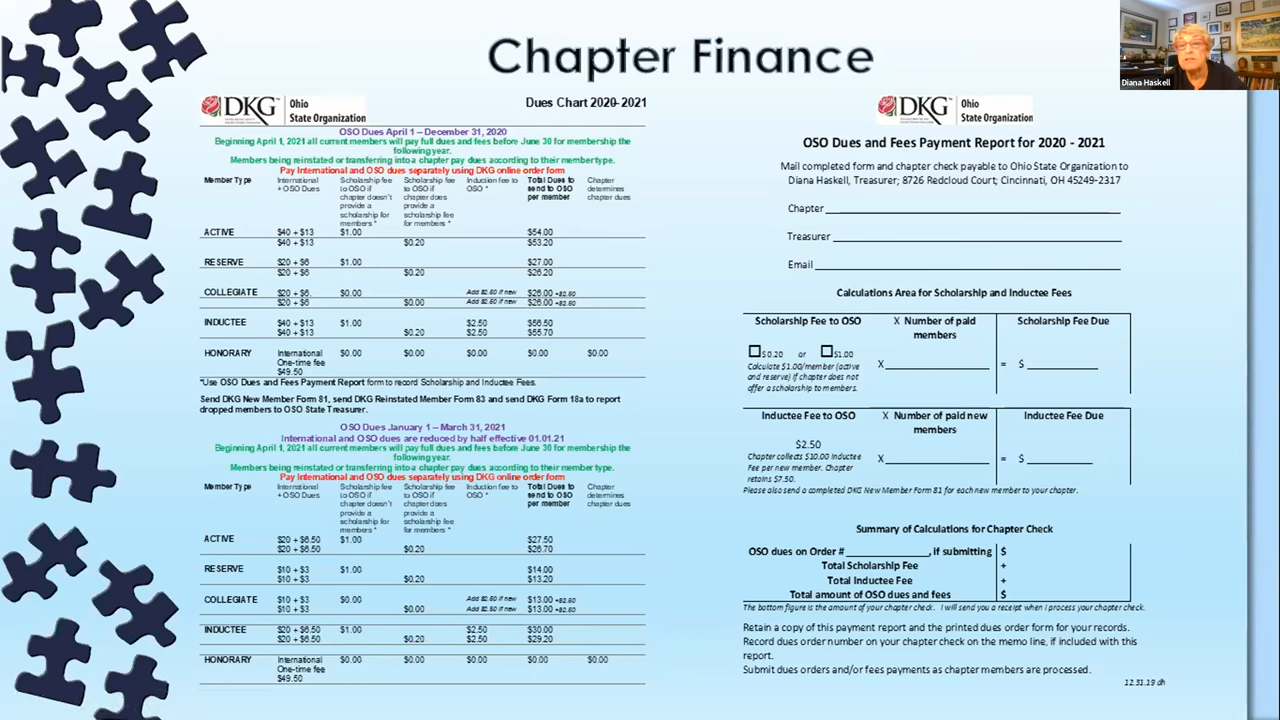 Chapter Finance
Diana Haskell
DKG Ohio
State Organization
Dues Chart 2020-2021
OSO Dues April 1 – December 31, 2020
Beginning April 1, 2021 all current members will pay full dues and fees before June 30 for membership the
following year.
Members being reinstated or transferring into a chapter pay dues according to their member type.
Pay International and OSO dues separately using DKG online order form
Member Type International + OSO Dues Scholarship fee to OSO if chapter doesn't provide a scholarship for members * Scholarship fee to OSO if chapter does provide a scholarship fee for members * Induction fee to OSO * Total Dues to send to OSO per member Chapter determines chapter dues
ACTIVE $40 + $13 $1.00 $54.00
$40 + $13 $0.20 $53.20
RESERVE $20 + $6 $1.00 $27.00
$20 + $6 $0.20 $26.20
COLLEGIATE $20 + $6. $0.00 Add $2.50 if new $26.00 +$2.50
$20 + $6 $0.00 Add $2.50 if new $26.00 +$2.50
INDUCTEE $40 + $13 $1.00 $2.50 $56.50
$40 + $13 $0.20 $2.50 $55.70
HONORARY International $0.00 $0.00 $0.00 $0.00 $0.00
One-time fee
$49.50
*Use OSO Dues and Fees Payment Report form to record Scholarship and Inductee Fees.
Send DKG New Member Form 81, send DKG Reinstated Member Form 83 and send DKG Form 18a to report
dropped members to OSO State Treasurer.
OSO Dues January 1 – March 31, 2021
International and OSO dues are reduced by half effective 01.01.21
Beginning April 1, 2021 all current members will pay full dues and fees before June 30 for membership the
following year.
Members being reinstated or transferring into a chapter pay dues according to their member type.
Pay International and OSO dues separately using DKG online order form
Member Type International + OSO Dues Scholarship fee to OSO if chapter doesn't provide a scholarship for members * Scholarship fee to OSO if chapter does provide a scholarship fee for members * Induction fee to OSO * Total Dues to send to OSO per member Chapter determines chapter dues
ACTIVE $20 + $6.50 $1.00 $27.50
$20 + $6.50 $0.20 $26.70
RESERVE $10 + $3 $1.00 $14.00
$10 + $3 $0.20 $13.20
COLLEGIATE $10 + $3 $0.00 Add $2.50 if new $13.00 +$2.50
$10 + $3 $0.00 Add $2.50 if new $13.00 +$2.50
INDUCTEE $20 + $6.50 $1.00 $2.50 $30.00
$20 + $6.50 $0.20 $2.50 $29.20
HONORARY International $0.00 $0.00 $0.00 $0.00 $0.00
One-time fee
$49.50
DKG Ohio
State Organization
OSO Dues and Fees Payment Report for 2020 - 2021
Mail completed form and chapter check payable to Ohio State Organization to
Diana Haskell, Treasurer; 8726 Redcloud Court; Cincinnati, OH 45249-2317
Chapter
Treasurer
Email
Calculations Area for Scholarship and Inductee Fees
Scholarship Fee to OSO X Number of paid members Scholarship Fee Due
$0.20 or $1.00
Calculate $1.00/member (active
and reserve) if chapter does not
offer a scholarship to members.
X = $
Inductee Fee to OSO X Number of paid new members Inductee Fee Due
$2.50
Chapter collects $10.00 Inductee
Fee per new member. Chapter
retains $7.50.
X = $
Please also send a completed DKG New Member Form 81 for each new member to your chapter.
Summary of Calculations for Chapter Check
OSO dues on Order # , if submitting $
Total Scholarship Fee +
Total Inductee Fee +
Total amount of OSO dues and fees $
The bottom figure is the amount of your chapter check. I will send you a receipt when I process your chapter check.
Retain a copy of this payment report and the printed dues order form for your records.
Record dues order number on your chapter check on the memo line, if included with this
report.
Submit dues orders and/or fees payments as chapter members are processed.
12.31.19 dh